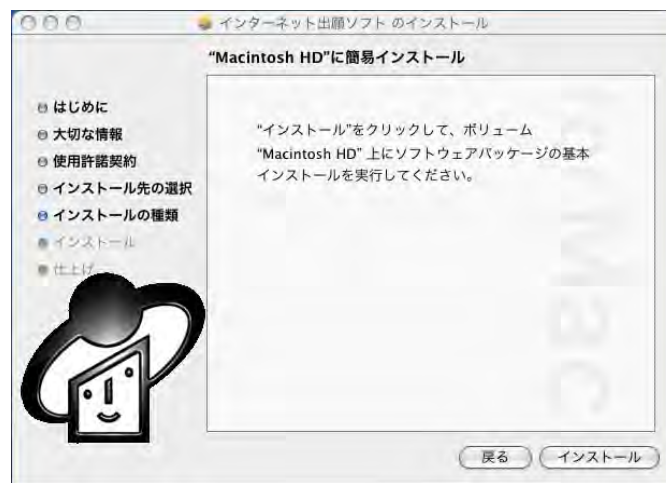 インターネット出願ソフト のインストール
“Macintosh HD”に簡易インストール
はじめに
大切な情報
使用許諾契約
インストール先の選択
インストールの種類
インストール
仕上げ
“インストール”をクリックして、ボリューム
“Macintosh HD” 上にソフトウェアパッケージの基本
インストールを実行してください。
for Mac
戻る
インストール